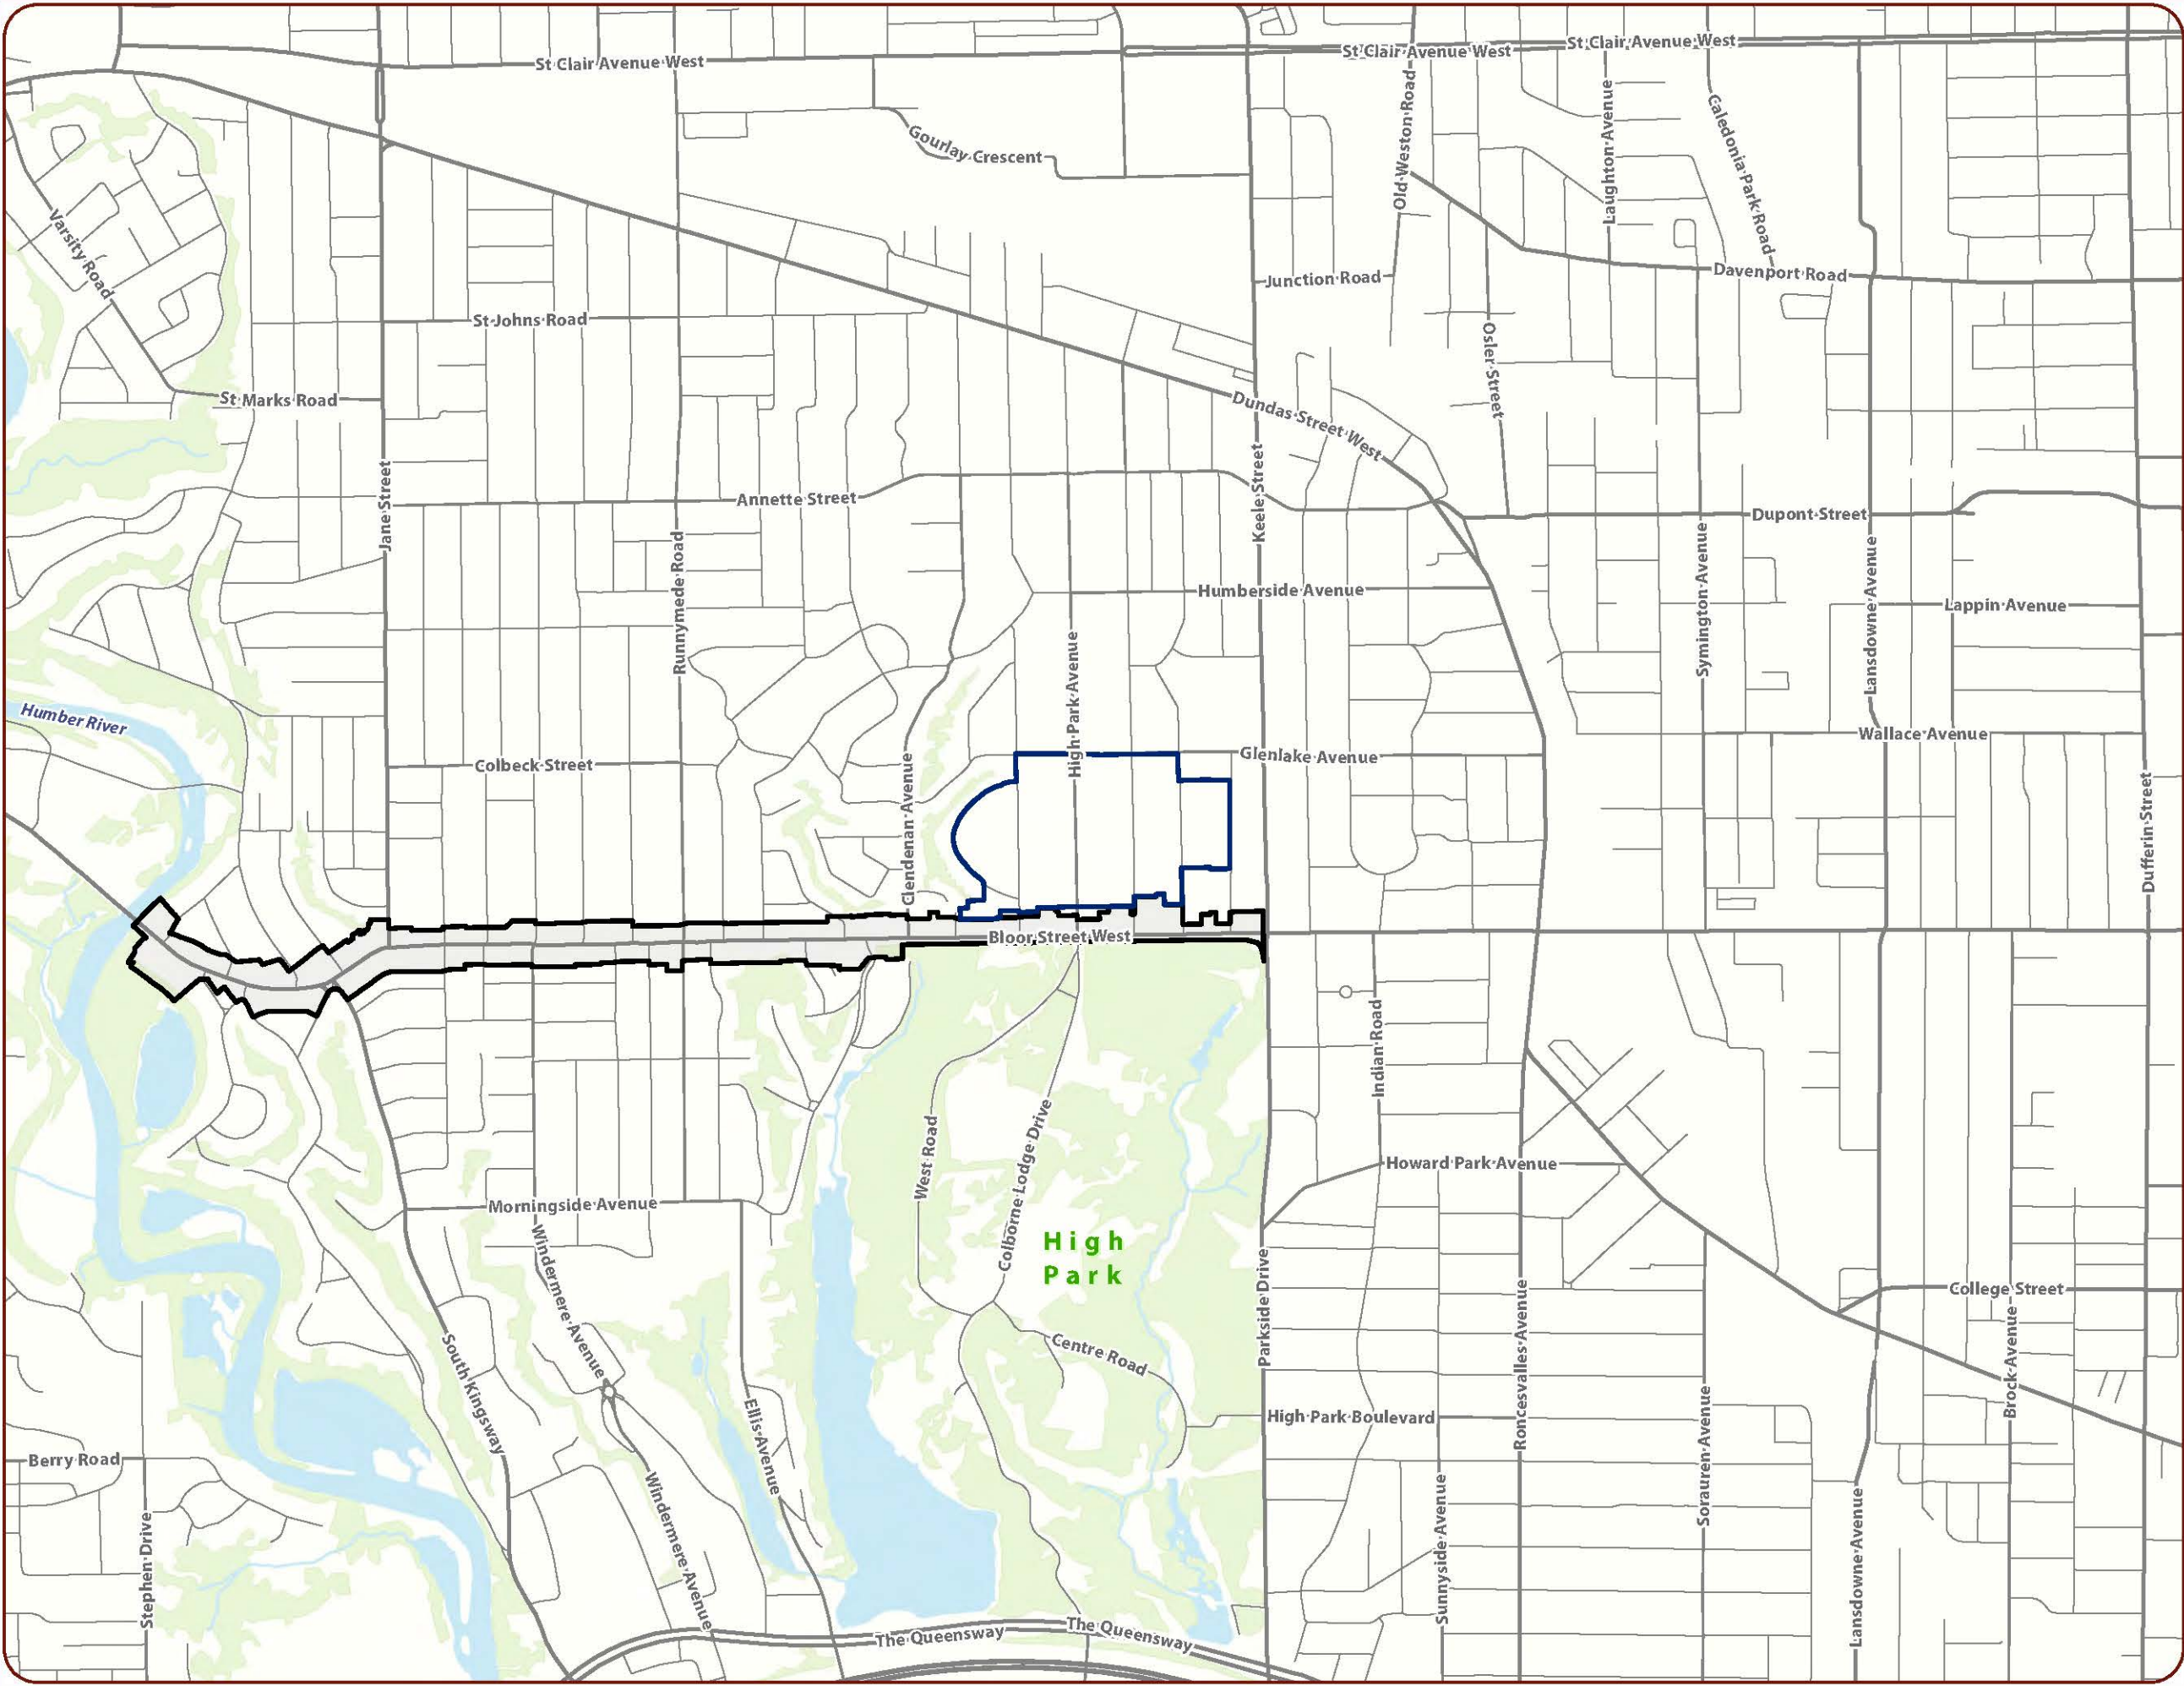 St Clair Avenue West
St Clair Avenue West
St Clair Avenue West
Old Weston Road
Laughton Avenue
Caledonia Park Road
Gourlay Crescent
Varsity Road
Junction Road
Davenport Road
St Johns Road
Osler Street
St Marks Road
Dundas Street West
Jane Street
Keele Street
Annette Street
Dupont Street
Runnymede Road
Humberside Avenue
Symington Avenue
Lansdowne Avenue
Lappin Avenue
High Park Avenue
Humber River
Wallace Avenue
Colbeck Street
Clendenan Avenue
Glenlake Avenue
Dufferin Street
Bloor Street West
Indian Road
West Road
Colborne Lodge Drive
Howard Park Avenue
Morningside Avenue
Windermere Avenue
High
Park
Parkside Drive
College Street
Roncesvalles Avenue
Brock Avenue
South Kingsway
Centre Road
Ellis Avenue
High Park Boulevard
Sorauren Avenue
Berry Road
Stephen Drive
Windermere Avenue
Sunnyside Avenue
Lansdowne Avenue
The Queensway
The Queensway